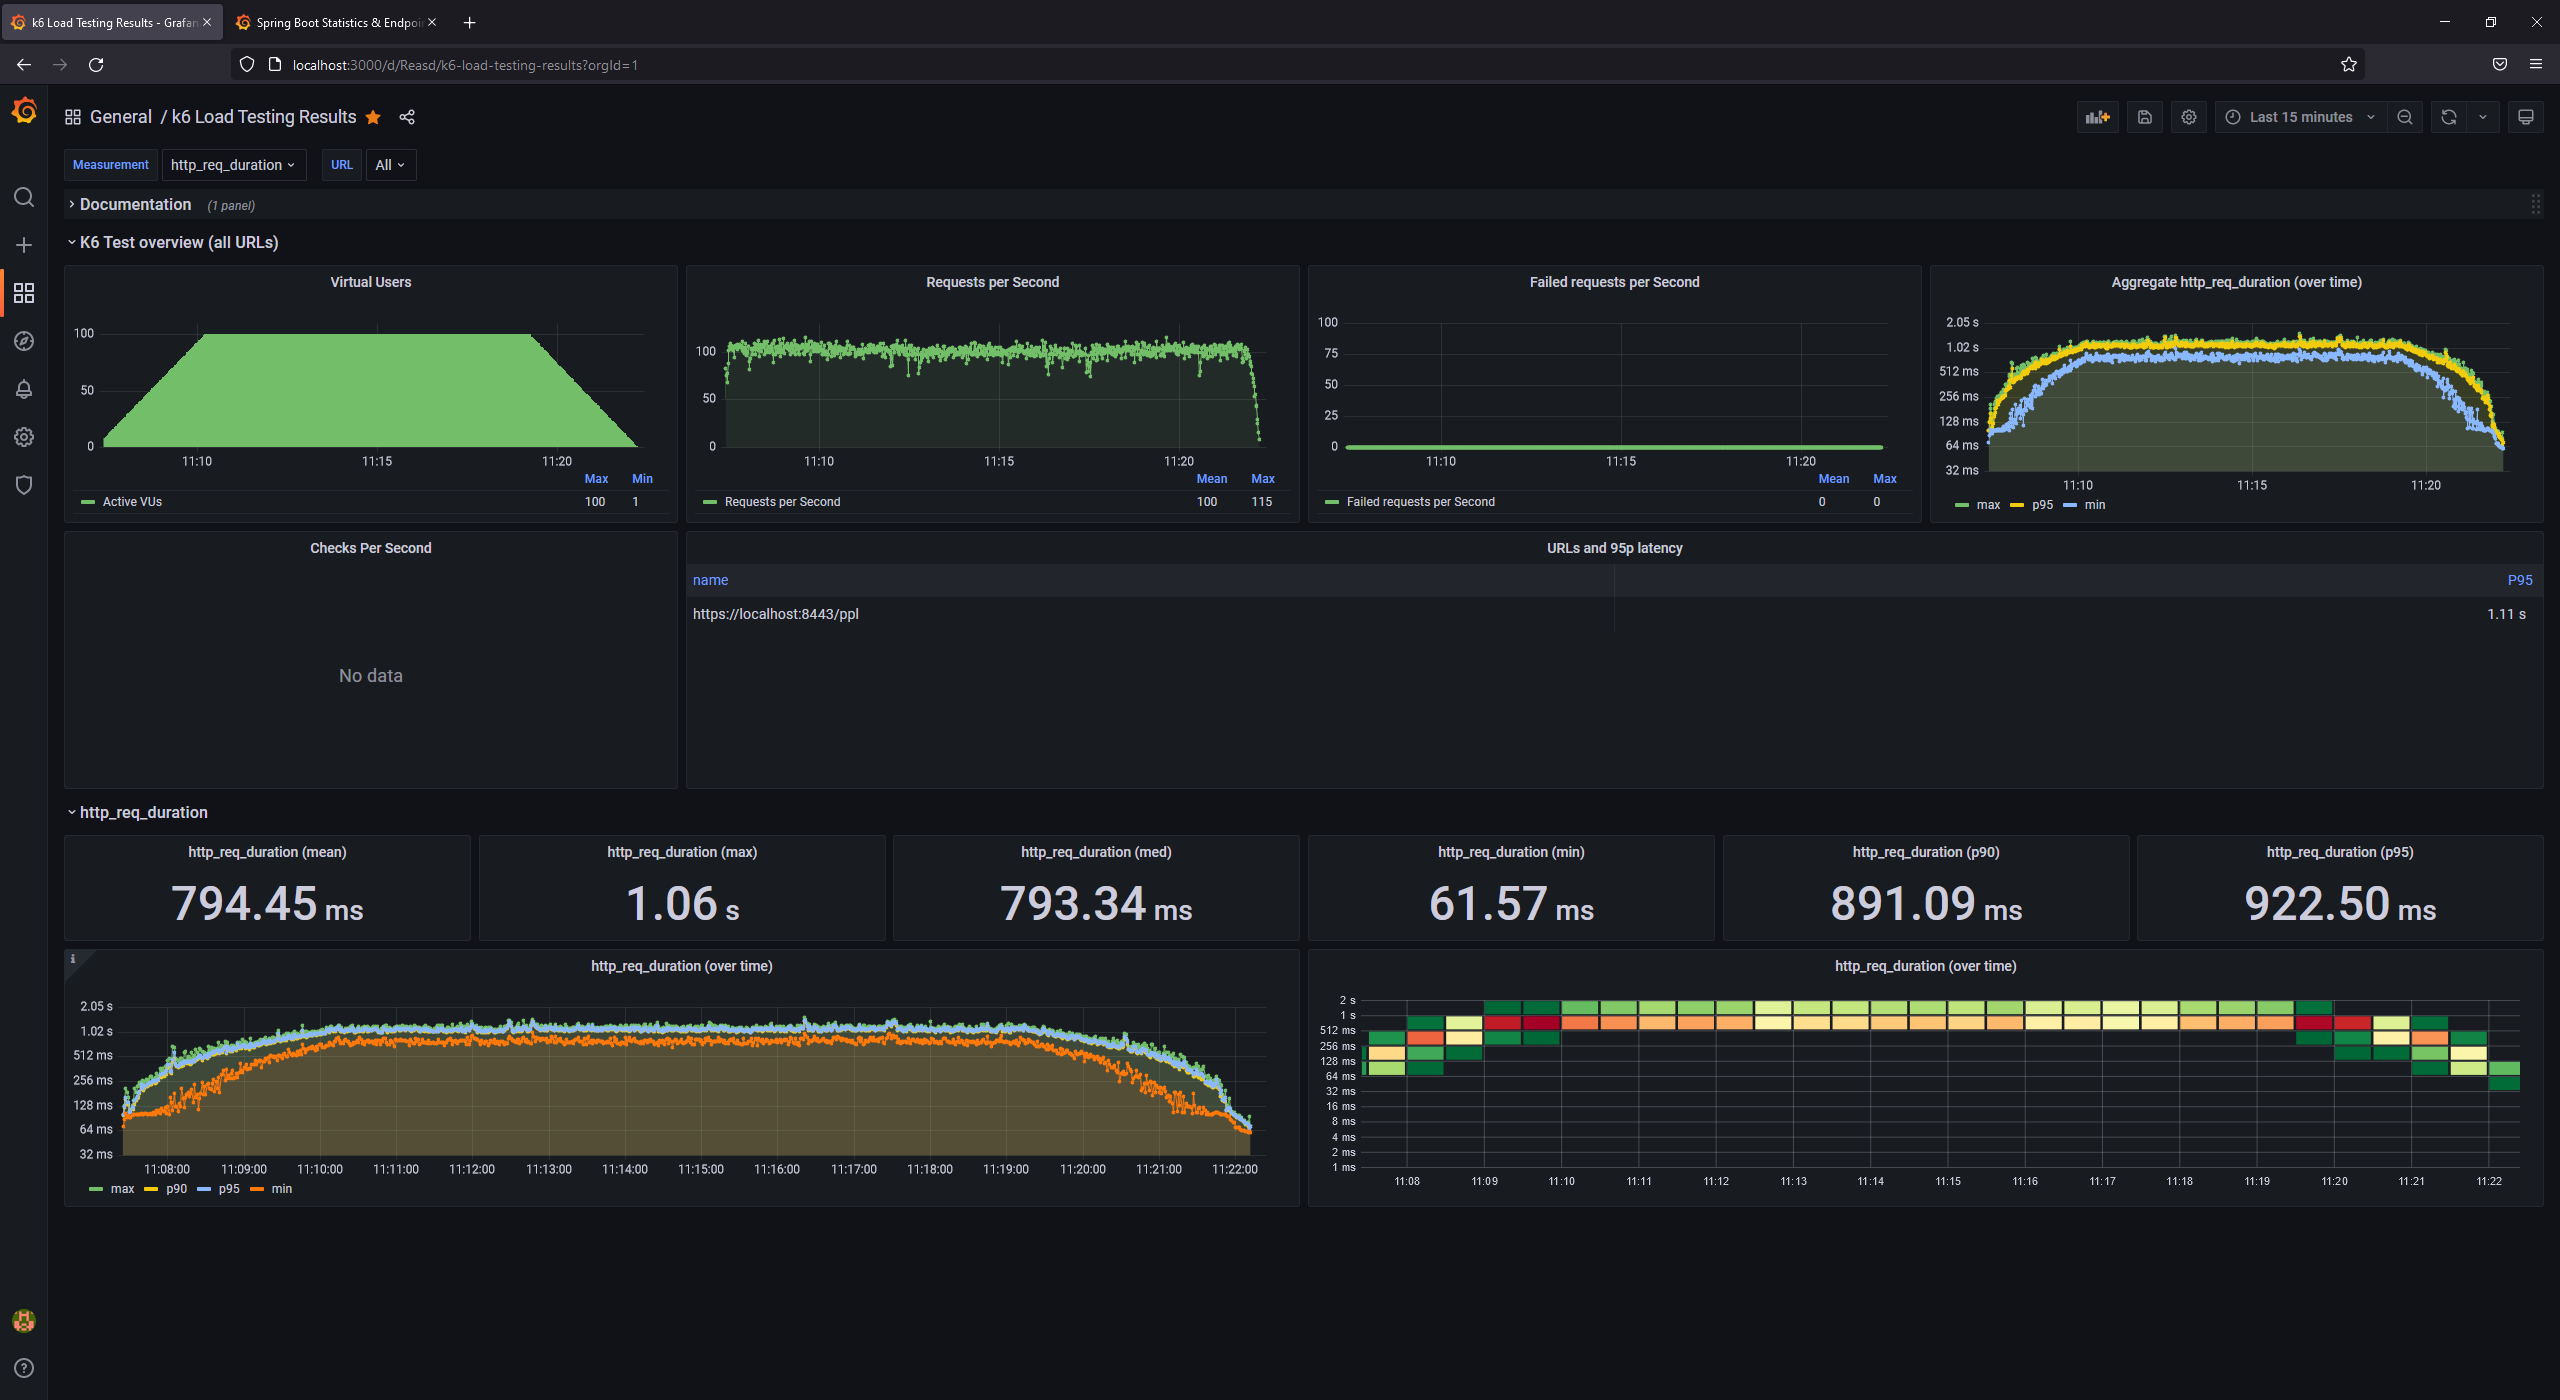 k6 Load Testing Results - Grafan
Spring Boot Statistics & Endpoi
localhost:3000/d/Reasd/k6-load-testing-results?orgId=1
General / k6 Load Testing Results
Last 15 minutes
Measurement http_req_duration URL All
Documentation (1 panel)
K6 Test overview (all URLs)
Virtual Users
100
50
0
11:10 11:15 11:20
Max Min
Active VUs 100 1
Requests per Second
100
50
0
11:10 11:15 11:20
Mean Max
Requests per Second 100 115
Failed requests per Second
100
75
50
25
0
11:10 11:15 11:20
Mean Max
Failed requests per Second 0 0
Aggregate http_req_duration (over time)
2.05 s
1.02 s
512 ms
256 ms
128 ms
64 ms
32 ms
11:10 11:15 11:20
max p95 min
Checks Per Second
No data
URLs and 95p latency
name P95
https://localhost:8443/ppl 1.11 s
http_req_duration
http_req_duration (mean)
794.45 ms
http_req_duration (max)
1.06 s
http_req_duration (med)
793.34 ms
http_req_duration (min)
61.57 ms
http_req_duration (p90)
891.09 ms
http_req_duration (p95)
922.50 ms
i
http_req_duration (over time)
2.05 s
1.02 s
512 ms
256 ms
128 ms
64 ms
32 ms
11:08:00 11:09:00 11:10:00 11:11:00 11:12:00 11:13:00 11:14:00 11:15:00 11:16:00 11:17:00 11:18:00 11:19:00 11:20:00 11:21:00 11:22:00
max p90 p95 min
http_req_duration (over time)
2 s
1 s
512 ms
256 ms
128 ms
64 ms
32 ms
16 ms
8 ms
4 ms
2 ms
1 ms
11:08 11:09 11:10 11:11 11:12 11:13 11:14 11:15 11:16 11:17 11:18 11:19 11:20 11:21 11:22